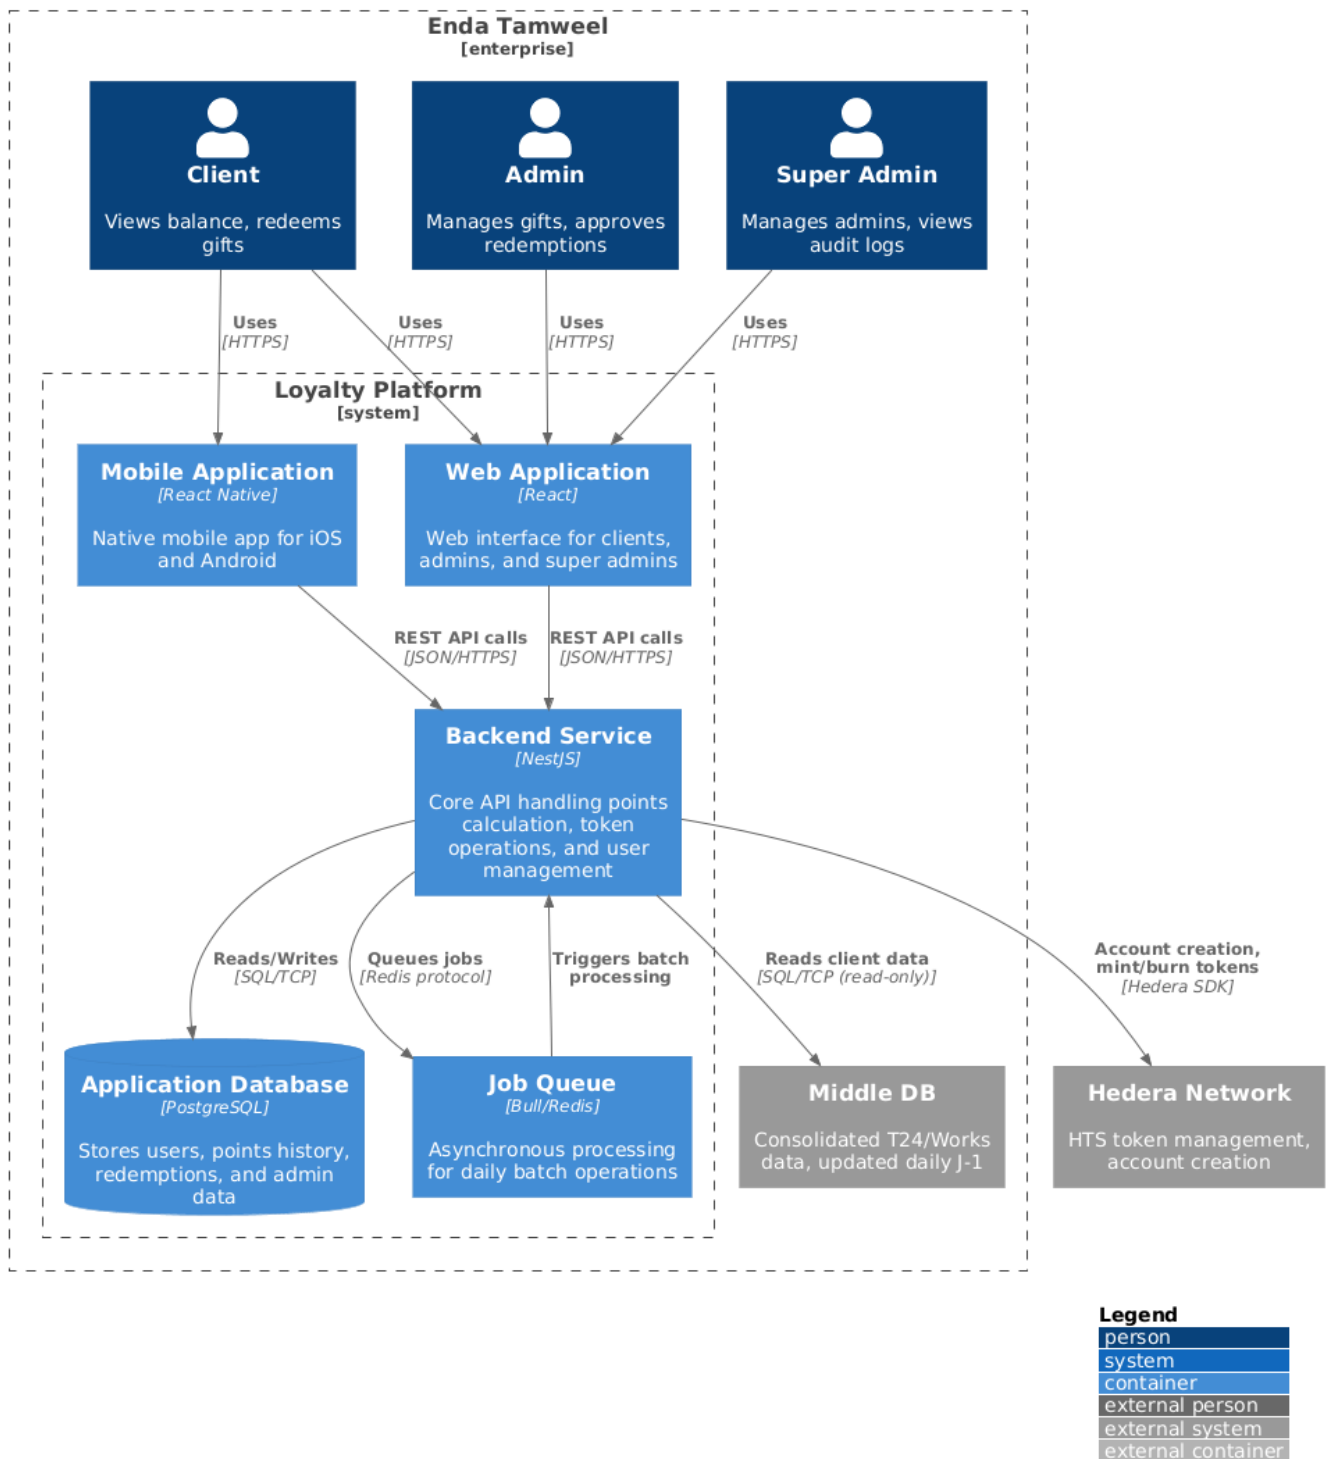 Enda Tamweel
[enterprise]
Client
Views balance, redeems
gifts
Admin
Manages gifts, approves
redemptions
Super Admin
Manages admins, views
audit logs
Uses
[HTTPS]
Uses
[HTTPS]
Uses
[HTTPS]
Uses
[HTTPS]
Loyalty Platform
[system]
Mobile Application
[React Native]
Native mobile app for iOS
and Android
Web Application
[React]
Web interface for clients,
admins, and super admins
REST API calls
[JSON/HTTPS]
REST API calls
[JSON/HTTPS]
Backend Service
[NestJS]
Core API handling points
calculation, token
operations, and user
management
Reads/Writes
[SQL/TCP]
Queues jobs
[Redis protocol]
Triggers batch
processing
Reads client data
[SQL/TCP (read-only)]
Account creation,
mint/burn tokens
[Hedera SDK]
Application Database
[PostgreSQL]
Stores users, points history,
redemptions, and admin
data
Job Queue
[Bull/Redis]
Asynchronous processing
for daily batch operations
Middle DB
Consolidated T24/Works
data, updated daily J-1
Hedera Network
HTS token management,
account creation
Legend
person
system
container
external person
external system
external container